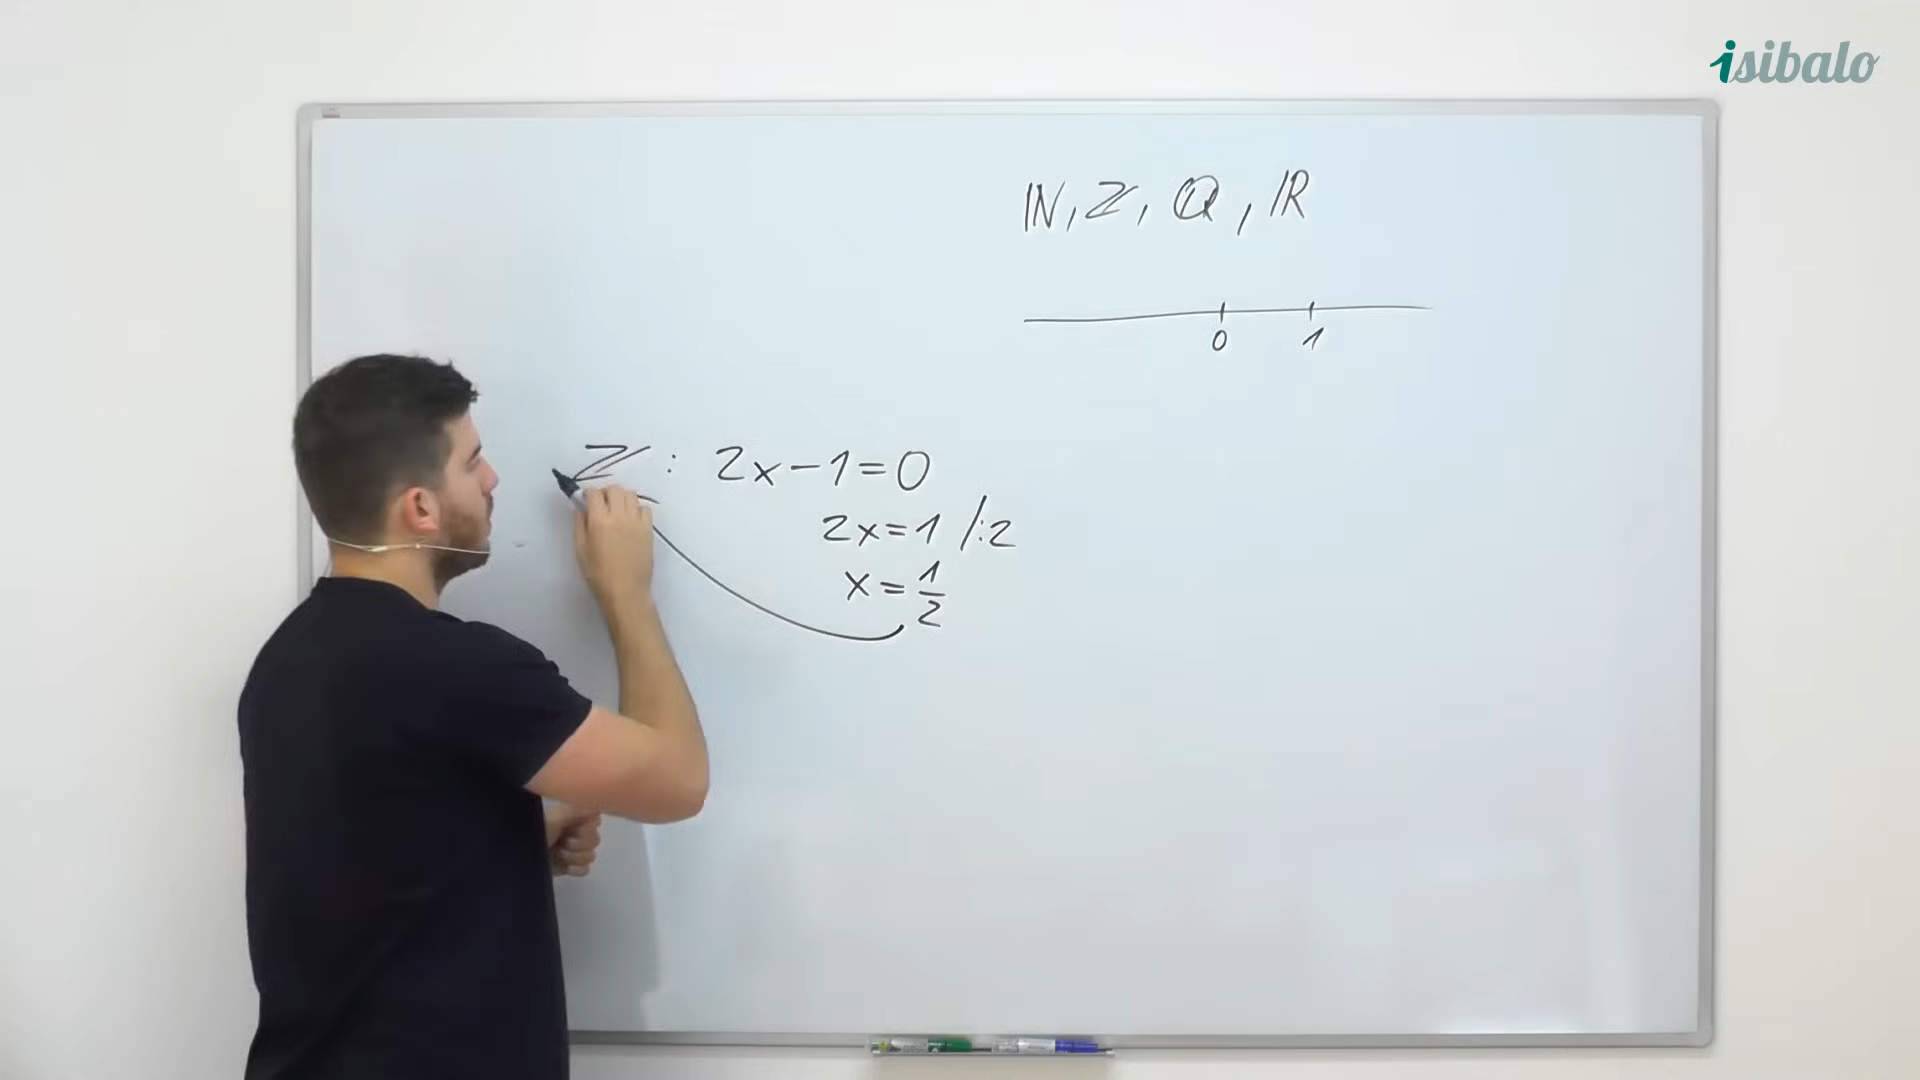 isibalo
ℕ, ℤ, ℚ, ℝ
0 1
ℤ : 2x-1=0
2x=1 /:2
x=1/2